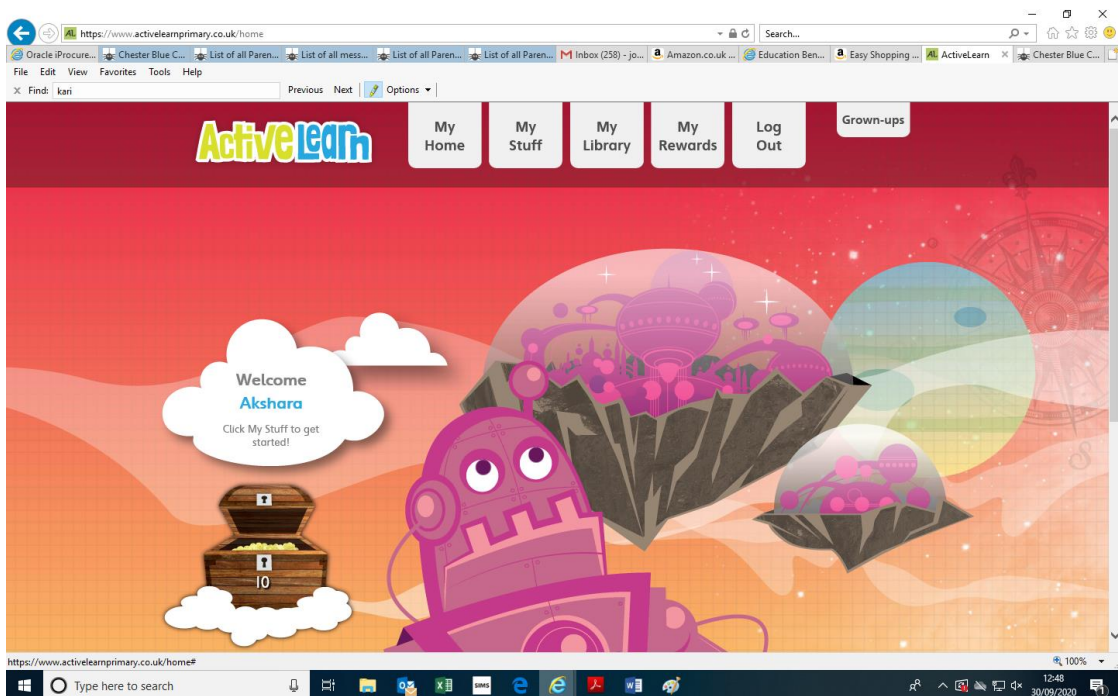 https://www.activelearnprimary.co.uk/home
Search...
Oracle iProcure...
Chester Blue C...
List of all Paren...
List of all mess...
List of all Paren...
List of all Paren...
Inbox (258) - jo...
Amazon.co.uk ...
Education Ben...
Easy Shopping ...
ActiveLearn
Chester Blue C...
File Edit View Favorites Tools Help
Find: kari
Previous Next Options
ActiveLearn
My Home
My Stuff
My Library
My Rewards
Log Out
Grown-ups
Welcome
Akshara
Click My Stuff to get
started!
10
https://www.activelearnprimary.co.uk/home#
100%
Type here to search
SIMS
12:48
30/09/2020